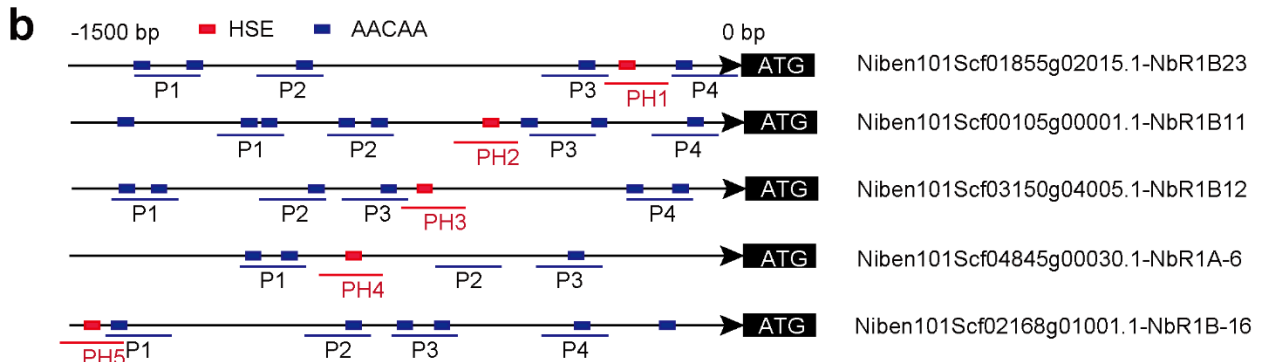 b
-1500 bp HSE AACAA 0 bp
ATG Niben101Scf01855g02015.1-NbR1B23
P1 P2 P3 PH1 P4
ATG Niben101Scf00105g00001.1-NbR1B11
P1 P2 PH2 P3 P4
ATG Niben101Scf03150g04005.1-NbR1B12
P1 P2 P3 PH3 P4
ATG Niben101Scf04845g00030.1-NbR1A-6
P1 PH4 P2 P3
ATG Niben101Scf02168g01001.1-NbR1B-16
PH5 P1 P2 P3 P4